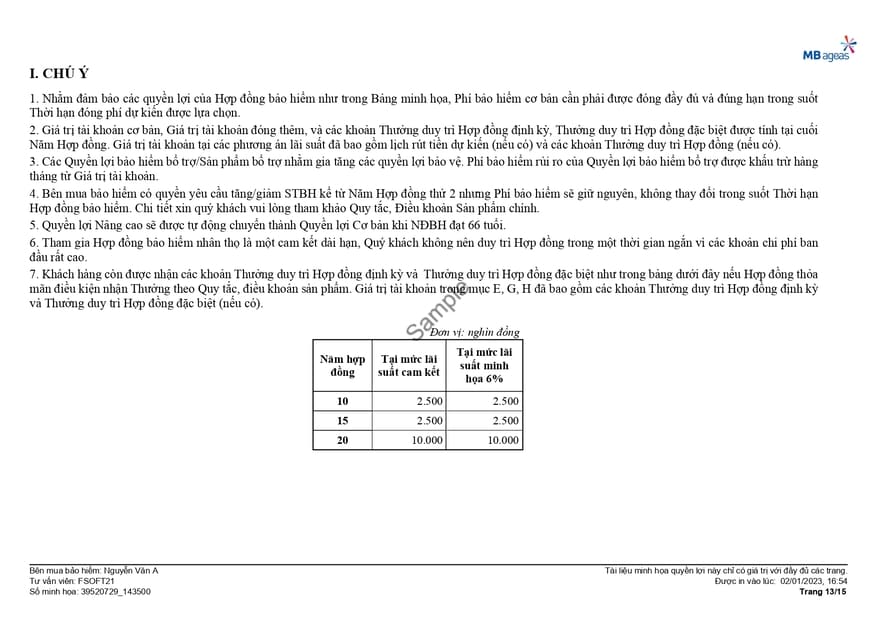 MB ageas
I. CHÚ Ý
1. Nhằm đảm bảo các quyền lợi của Hợp đồng bảo hiểm như trong Bảng minh họa, Phí bảo hiểm cơ bản cần phải được đóng đầy đủ và đúng hạn trong suốt
Thời hạn đóng phí dự kiến được lựa chọn.
2. Giá trị tài khoản cơ bản, Giá trị tài khoản đóng thêm, và các khoản Thưởng duy trì Hợp đồng định kỳ, Thưởng duy trì Hợp đồng đặc biệt được tính tại cuối
Năm Hợp đồng. Giá trị tài khoản tại các phương án lãi suất đã bao gồm lịch rút tiền dự kiến (nếu có) và các khoản Thưởng duy trì Hợp đồng (nếu có).
3. Các Quyền lợi bảo hiểm bổ trợ/Sản phẩm bổ trợ nhằm gia tăng các quyền lợi bảo vệ. Phí bảo hiểm rủi ro của Quyền lợi bảo hiểm bổ trợ được khấu trừ hàng
tháng từ Giá trị tài khoản.
4. Bên mua bảo hiểm có quyền yêu cầu tăng/giảm STBH kể từ Năm Hợp đồng thứ 2 nhưng Phí bảo hiểm sẽ giữ nguyên, không thay đổi trong suốt Thời hạn
Hợp đồng bảo hiểm. Chi tiết xin quý khách vui lòng tham khảo Quy tắc, Điều khoản Sản phẩm chính.
5. Quyền lợi Nâng cao sẽ được tự động chuyển thành Quyền lợi Cơ bản khi NĐBH đạt 66 tuổi.
6. Tham gia Hợp đồng bảo hiểm nhân thọ là một cam kết dài hạn, Quý khách không nên duy trì Hợp đồng trong một thời gian ngắn vì các khoản chi phí ban
đầu rất cao.
7. Khách hàng còn được nhận các khoản Thưởng duy trì Hợp đồng định kỳ và Thưởng duy trì Hợp đồng đặc biệt như trong bảng dưới đây nếu Hợp đồng thỏa
mãn điều kiện nhận Thưởng theo Quy tắc, điều khoản sản phẩm. Giá trị tài khoản trong mục E, G, H đã bao gồm các khoản Thưởng duy trì Hợp đồng định kỳ
và Thưởng duy trì Hợp đồng đặc biệt (nếu có).
Sample
Đơn vị: nghìn đồng
Năm hợp đồng Tại mức lãi suất cam kết Tại mức lãi suất minh họa 6%
10 2.500 2.500
15 2.500 2.500
20 10.000 10.000
Bên mua bảo hiểm: Nguyễn Văn A
Tư vấn viên: FSOFT21
Số minh họa: 39520729_143500
Tài liệu minh họa quyền lợi này chỉ có giá trị với đầy đủ các trang.
Được in vào lúc: 02/01/2023, 16:54
Trang 13/15